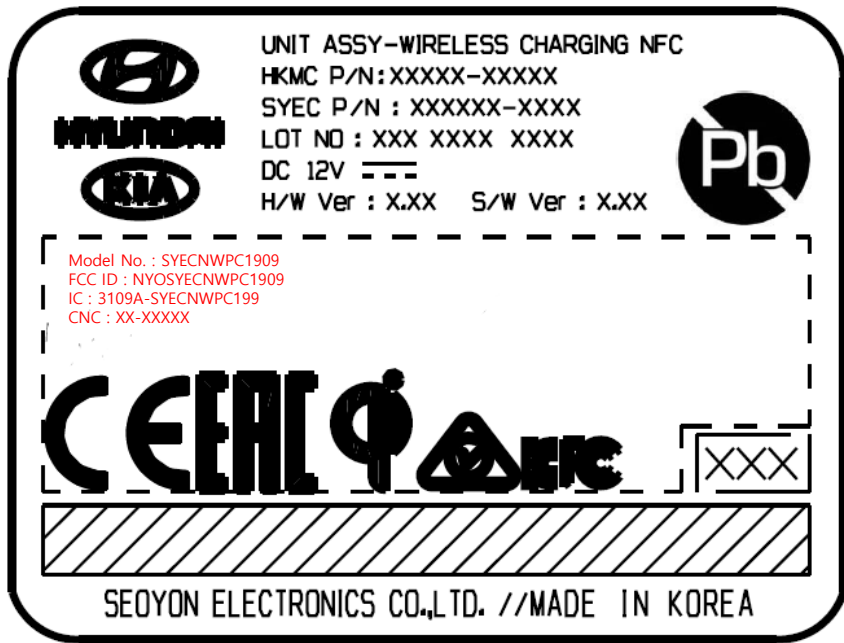 HYUNDAI
KIA
UNIT ASSY-WIRELESS CHARGING NFC
HKMC P/N:XXXXX-XXXXX
SYEC P/N : XXXXXX-XXXX
LOT NO : XXX XXXX XXXX
DC 12V
H/W Ver : X.XX S/W Ver : X.XX
Pb
Model No. : SYECNWPC1909
FCC ID : NYOSYECNWPC1909
IC : 3109A-SYECNWPC199
CNC : XX-XXXXX
CE EAC
XXX
SEOYON ELECTRONICS CO.,LTD. //MADE IN KOREA